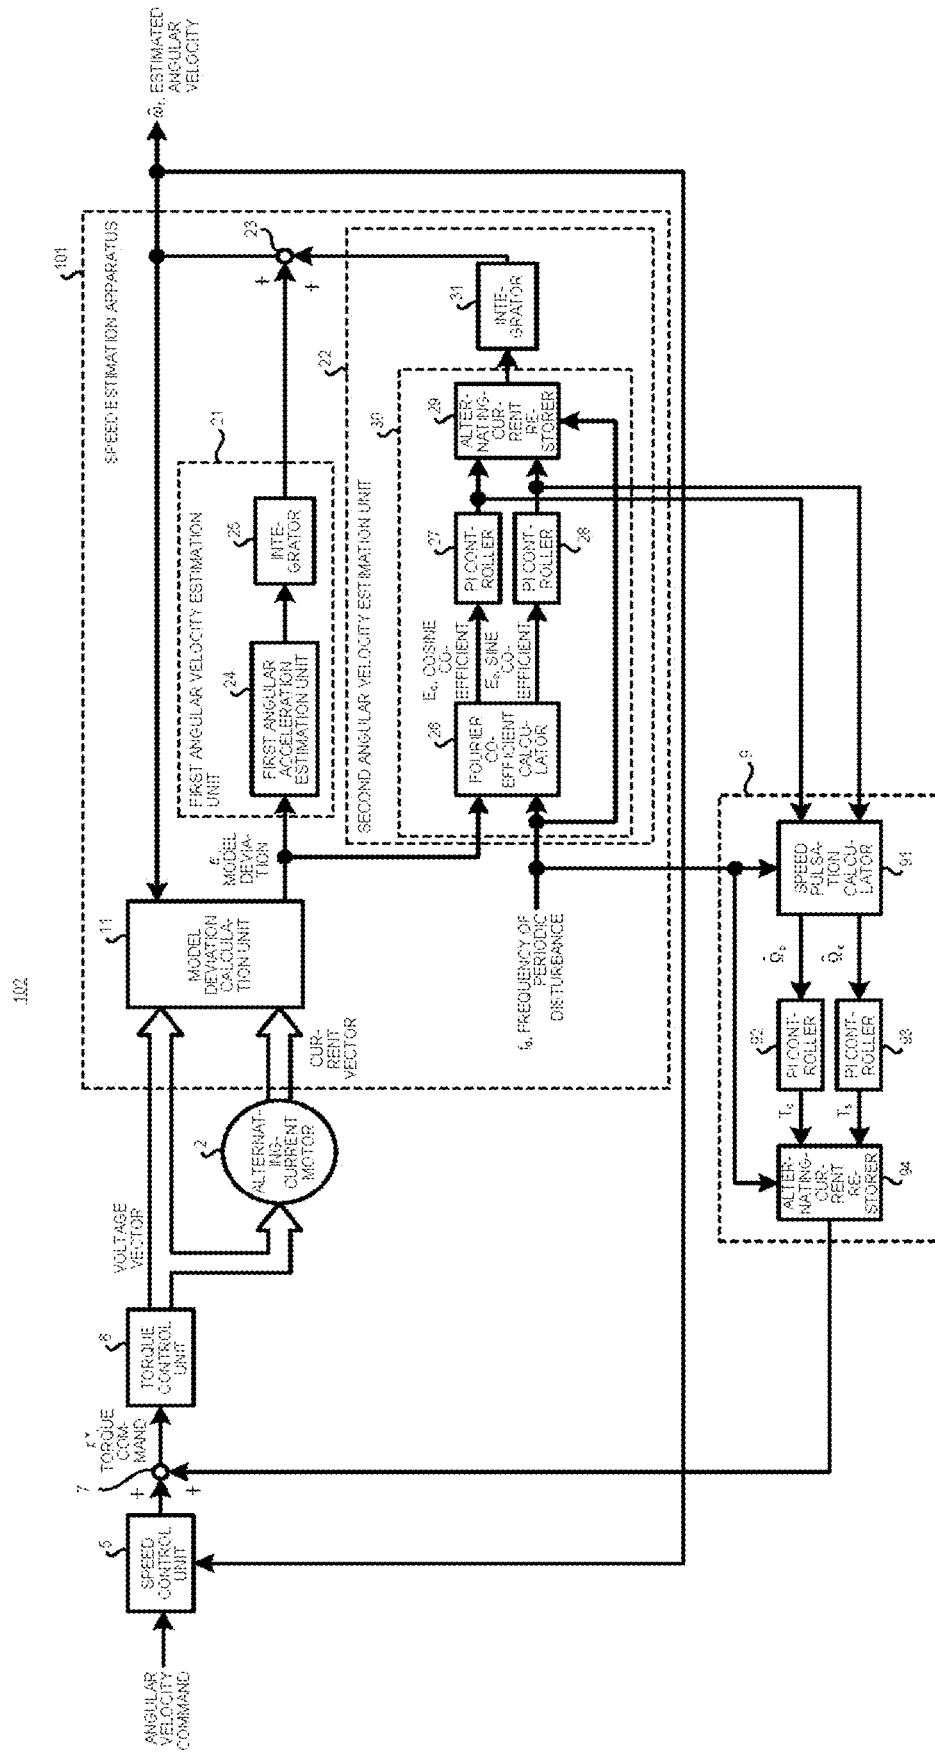 102
ANGULAR
VELOCITY
COMMAND
5
SPEED
CONTROL
UNIT
+
+
7
TORQUE
COM-
MAND
TORQUE
CONTROL
UNIT
VOLTAGE
VECTOR
2
ALTERNAT-
ING-
CURRENT
MOTOR
CUR-
RENT
VECTOR
101
SPEED ESTIMATION APPARATUS
11
MODEL
DEVIATION
CALCULA-
TION UNIT
ε
MODEL
DEVIA-
TION
21
FIRST ANGULAR VELOCITY ESTIMATION
UNIT
24
FIRST ANGULAR
ACCELERATION
ESTIMATION UNIT
25
INTE-
GRATOR
+
+
23
ESTIMATED
ANGULAR
VELOCITY
22
SECOND ANGULAR VELOCITY ESTIMATION UNIT
30
26
FOURIER
CO-
EFFICIENT
CALCU-
LATOR
COSINE
CO-
EFFICIENT
SINE
CO-
EFFICIENT
27
PI CONT-
ROLLER
PI CONT-
ROLLER
28
29
ALTER-
NATING-
CUR-
RENT
RE-
STORER
31
INTE-
GRATOR
FREQUENCY OF
PERIODIC
DISTURBANCE
9
SPEED
PULSA-
TION
CALCU-
LATOR
91
92
PI CONT-
ROLLER
PI CONT-
ROLLER
93
ALTER-
NATING-
CUR-
RENT
RE-
STORER
94